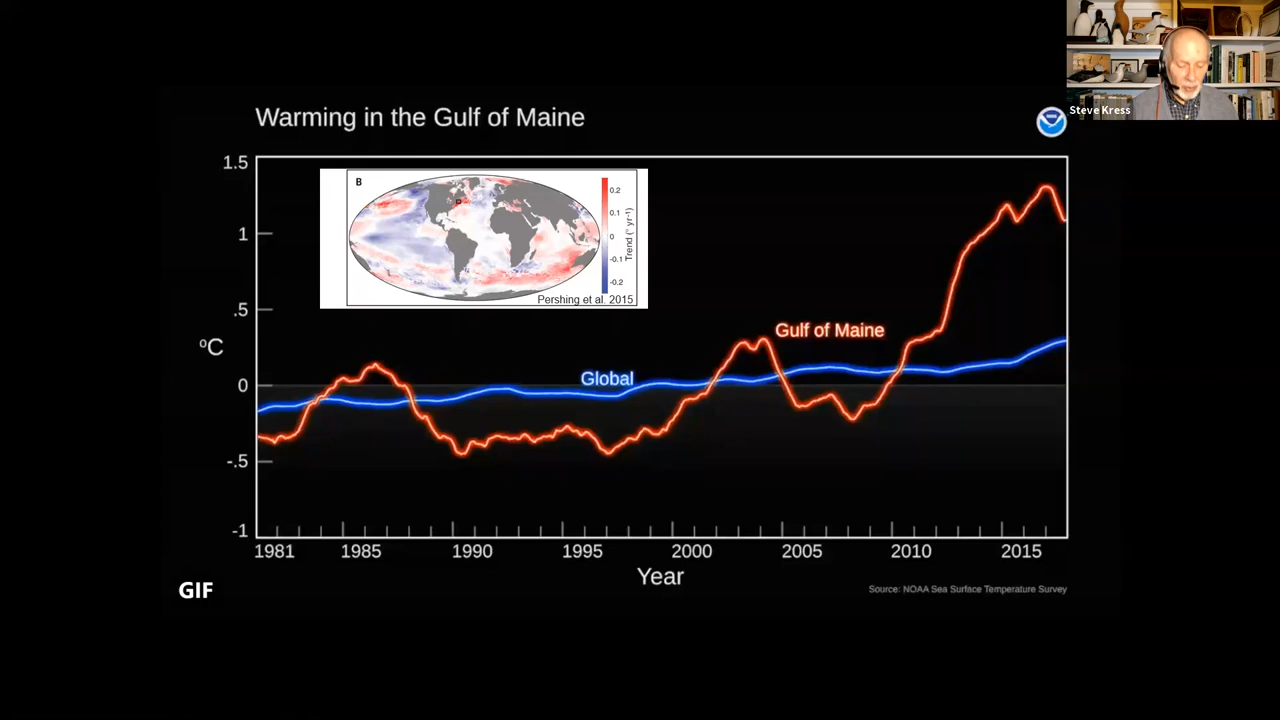 Steve Kress
Warming in the Gulf of Maine
1.5
1
.5
ºC
0
-.5
-1
B
0.2
0.1
0
-0.1
-0.2
Trend (° yr⁻¹)
Pershing et al. 2015
Gulf of Maine
Global
1981 1985 1990 1995 2000 2005 2010 2015
Year
GIF
Source: NOAA Sea Surface Temperature Survey